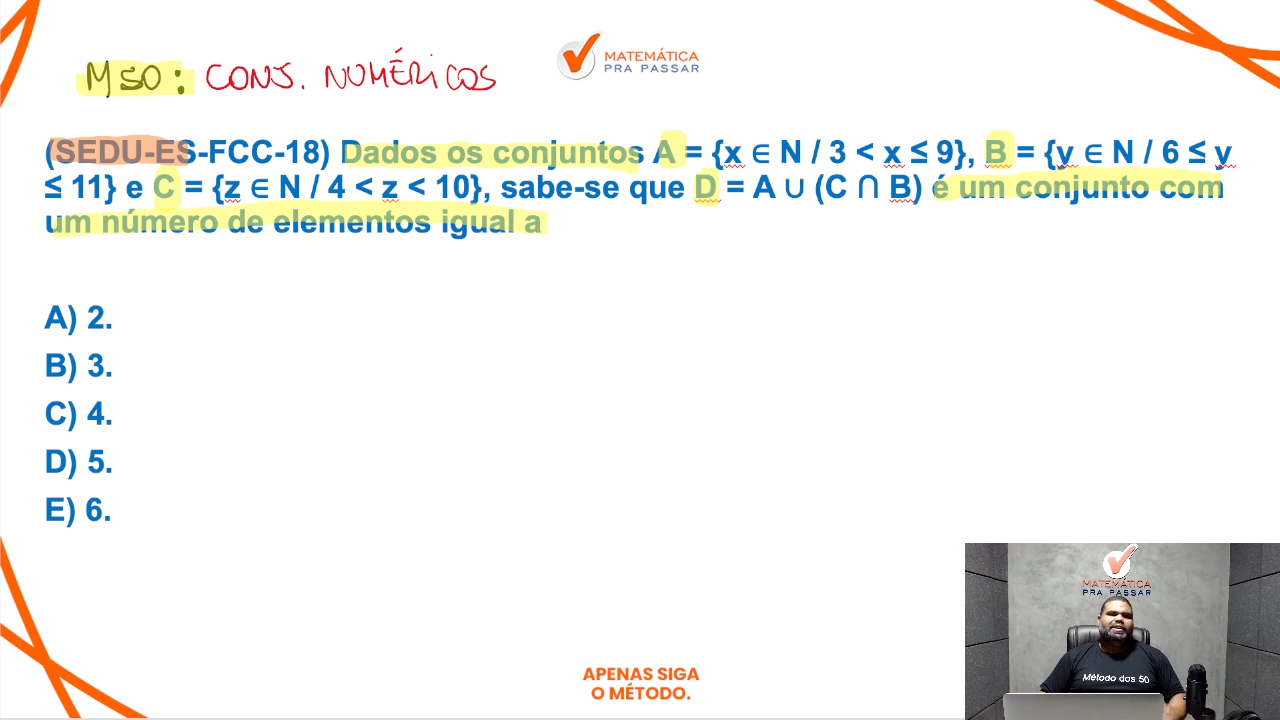 M50: CONJ. NUMÉRICOS
MATEMÁTICA
PRA PASSAR
(SEDU-ES-FCC-18) Dados os conjuntos A = {x ∈ N / 3 < x ≤ 9}, B = {y ∈ N / 6 ≤ y
≤ 11} e C = {z ∈ N / 4 < z < 10}, sabe-se que D = A ∪ (C ∩ B) é um conjunto com
um número de elementos igual a
A) 2.
B) 3.
C) 4.
D) 5.
E) 6.
MATEMÁTICA
PRA PASSAR
Método dos 50
APENAS SIGA
O MÉTODO.